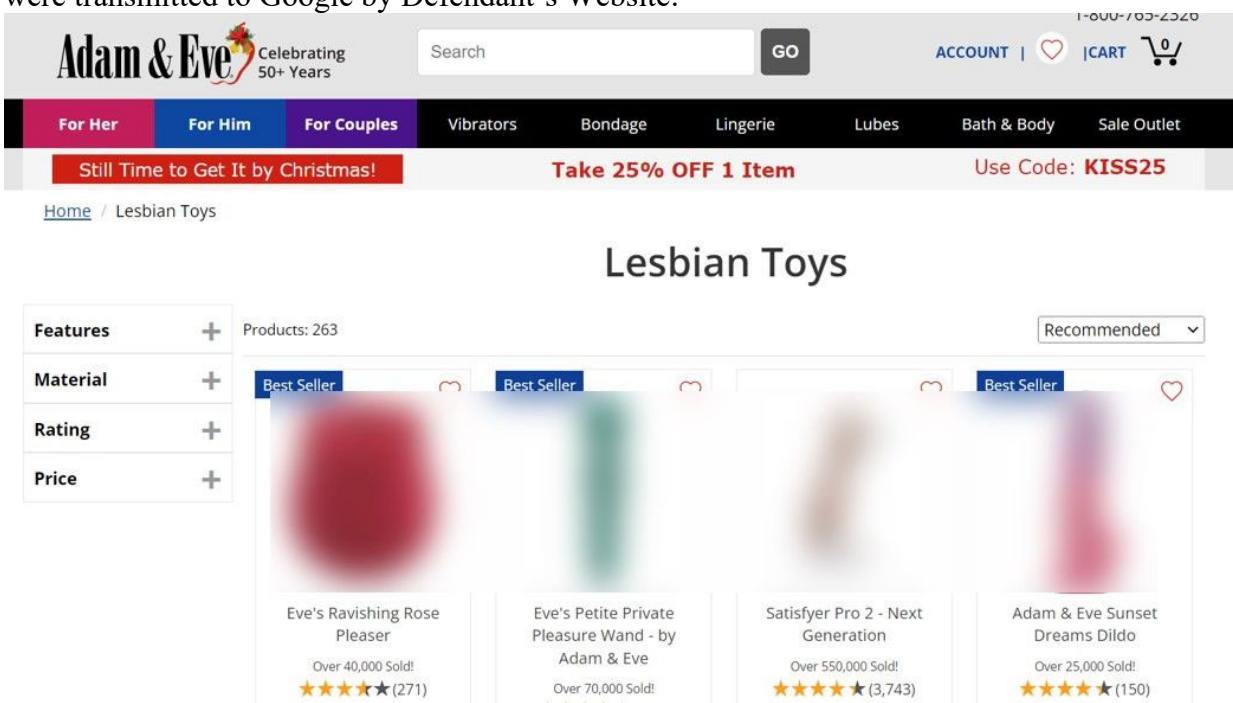 were transmitted to Google by Defendant's Website.
1-800-765-2326
Adam & Eve
Celebrating
50+ Years
Search
GO
ACCOUNT | |CART 0
For Her For Him For Couples Vibrators Bondage Lingerie Lubes Bath & Body Sale Outlet
Still Time to Get It by Christmas! Take 25% OFF 1 Item Use Code: KISS25
Home / Lesbian Toys
Lesbian Toys
Features +
Products: 263
Recommended
Material +
Rating +
Price +
Best Seller
Best Seller
Best Seller
Eve's Ravishing Rose
Pleaser
Over 40,000 Sold!
(271)
Eve's Petite Private
Pleasure Wand - by
Adam & Eve
Over 70,000 Sold!
Satisfyer Pro 2 - Next
Generation
Over 550,000 Sold!
(3,743)
Adam & Eve Sunset
Dreams Dildo
Over 25,000 Sold!
(150)